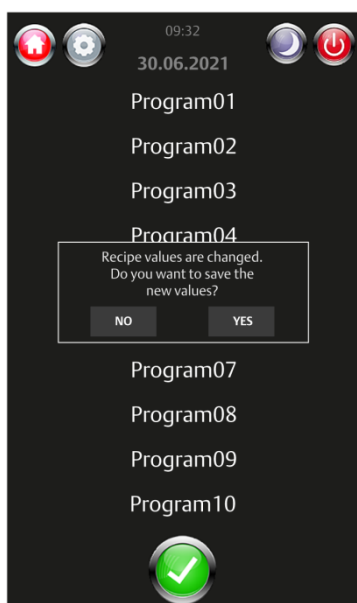 09:32
30.06.2021
Program01
Program02
Program03
Program04
Recipe values are changed.
Do you want to save the
new values?
NO YES
Program07
Program08
Program09
Program10